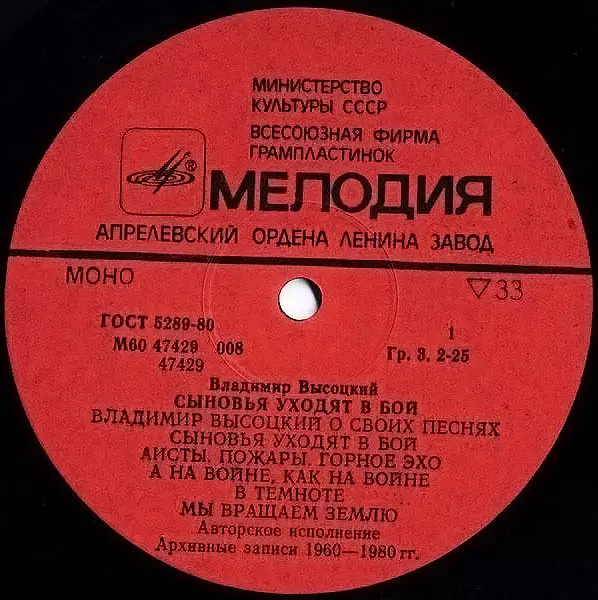 МИНИСТЕРСТВО
КУЛЬТУРЫ СССР
ВСЕСОЮЗНАЯ ФИРМА
ГРАМПЛАСТИНОК
®
МЕЛОДИЯ
АПРЕЛЕВСКИЙ ОРДЕНА ЛЕНИНА ЗАВОД
МОНО
▽33
ГОСТ 5289-80
М60 47429 008
47429
1
Гр. 3. 2-25
Владимир Высоцкий
СЫНОВЬЯ УХОДЯТ В БОЙ
ВЛАДИМИР ВЫСОЦКИЙ О СВОИХ ПЕСНЯХ
СЫНОВЬЯ УХОДЯТ В БОЙ
АИСТЫ. ПОЖАРЫ. ГОРНОЕ ЭХО
А НА ВОЙНЕ, КАК НА ВОЙНЕ
В ТЕМНОТЕ
МЫ ВРАЩАЕМ ЗЕМЛЮ
Авторское исполнение
Архивные записи 1960—1980 гг.